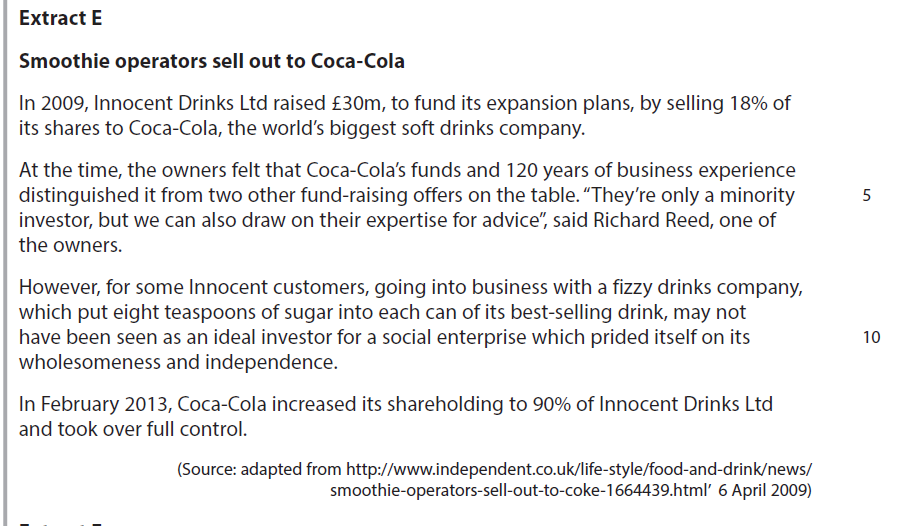 Extract E
Smoothie operators sell out to Coca-Cola
In 2009, Innocent Drinks Ltd raised £30m, to fund its expansion plans, by selling 18% of
its shares to Coca-Cola, the world’s biggest soft drinks company.
At the time, the owners felt that Coca-Cola’s funds and 120 years of business experience
distinguished it from two other fund-raising offers on the table. “They’re only a minority 5
investor, but we can also draw on their expertise for advice”, said Richard Reed, one of
the owners.
However, for some Innocent customers, going into business with a fizzy drinks company,
which put eight teaspoons of sugar into each can of its best-selling drink, may not
have been seen as an ideal investor for a social enterprise which prided itself on its 10
wholesomeness and independence.
In February 2013, Coca-Cola increased its shareholding to 90% of Innocent Drinks Ltd
and took over full control.
(Source: adapted from http://www.independent.co.uk/life-style/food-and-drink/news/
smoothie-operators-sell-out-to-coke-1664439.html’ 6 April 2009)